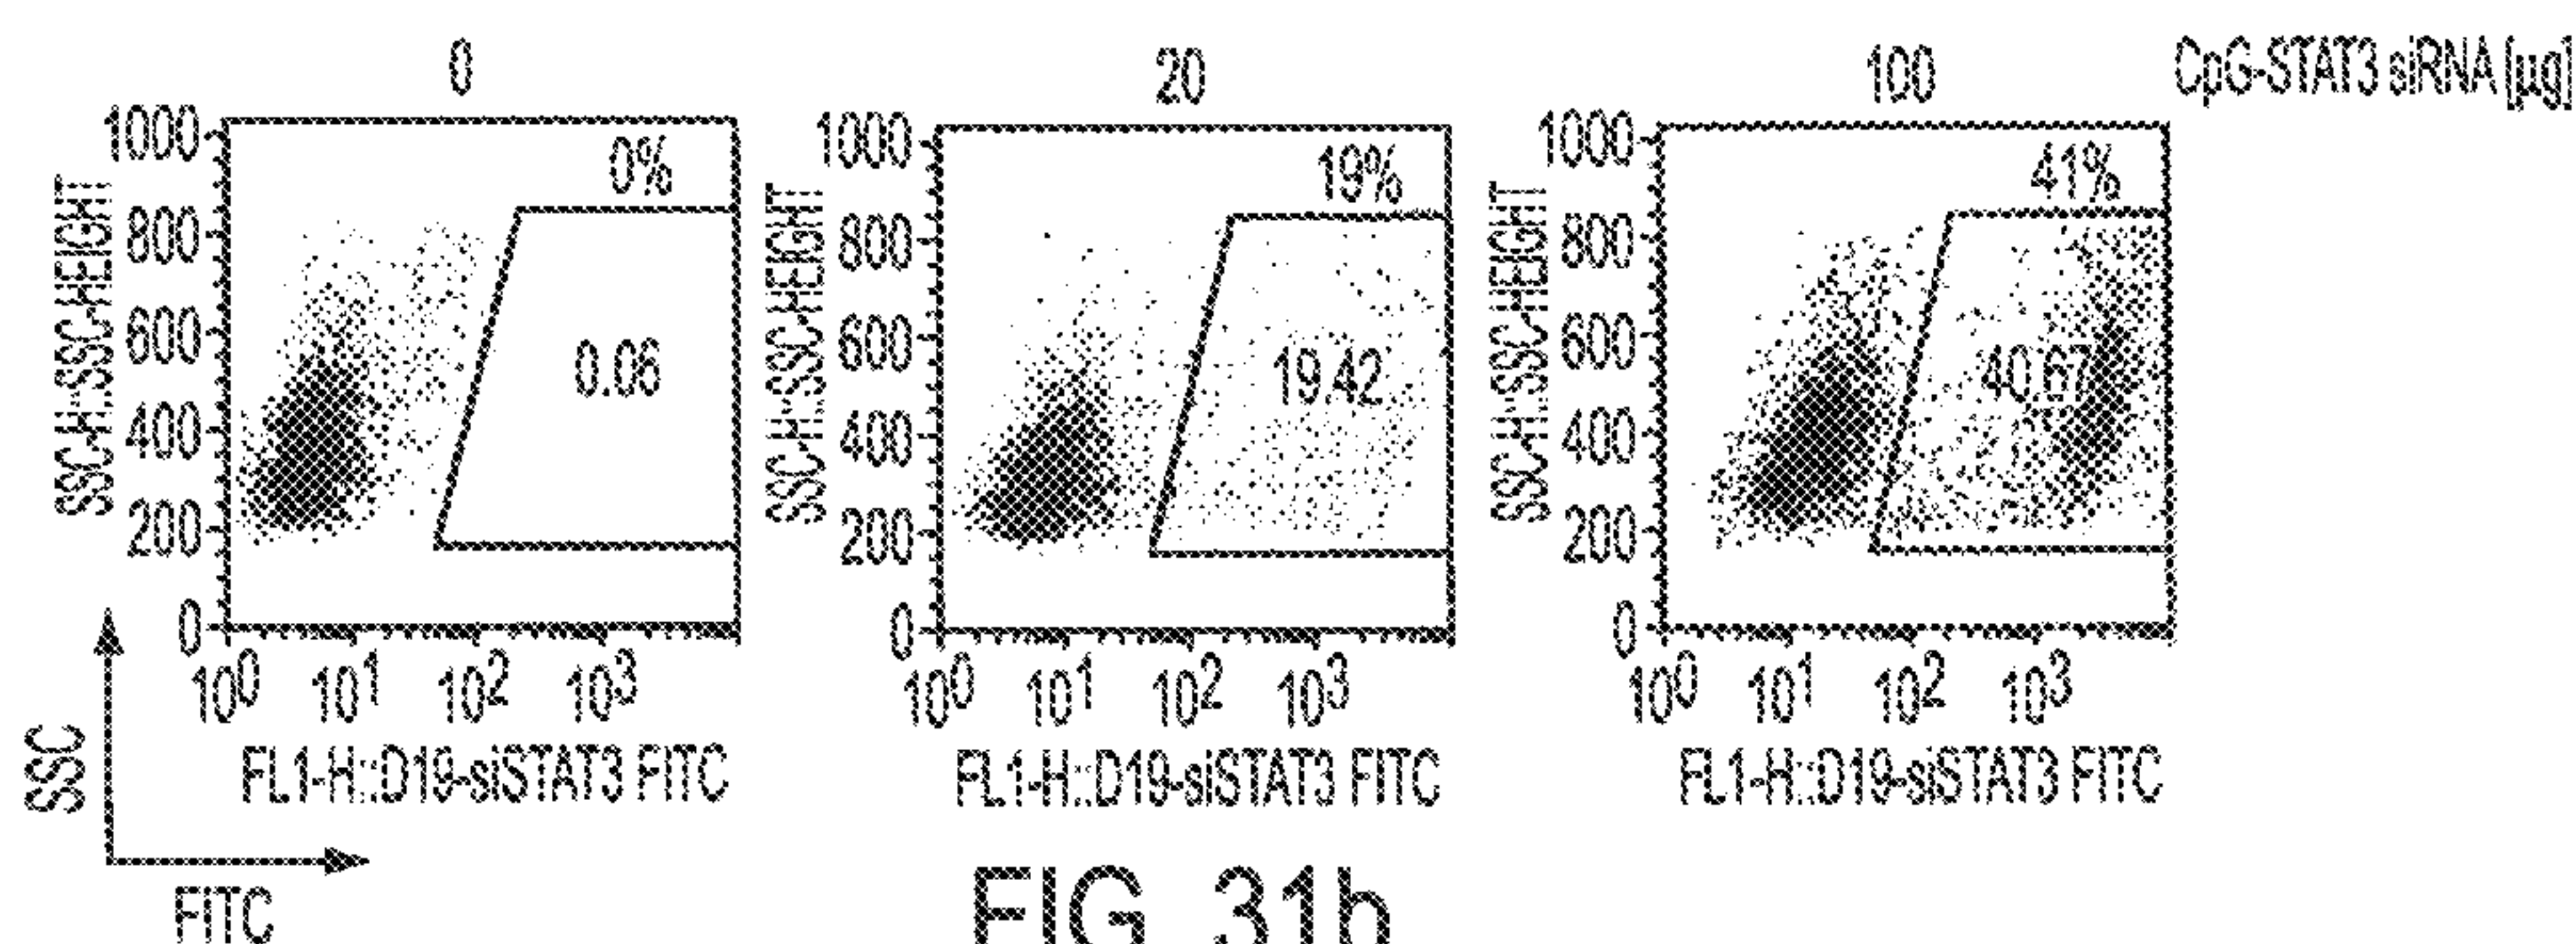 0 20 100 CpG-STAT3 siRNA [µg]
1000 800 600 400 200 0
SSC-H::SSC-HEIGHT
0%
0.06
10^0 10^1 10^2 10^3
FL1-H::D19-siSTAT3 FITC
1000 800 600 400 200 0
SSC-H::SSC-HEIGHT
19%
19.42
10^0 10^1 10^2 10^3
FL1-H::D19-siSTAT3 FITC
1000 800 600 400 200 0
SSC-H::SSC-HEIGHT
41%
40.67
10^0 10^1 10^2 10^3
FL1-H::D19-siSTAT3 FITC
SSC
FITC
FIG. 31b